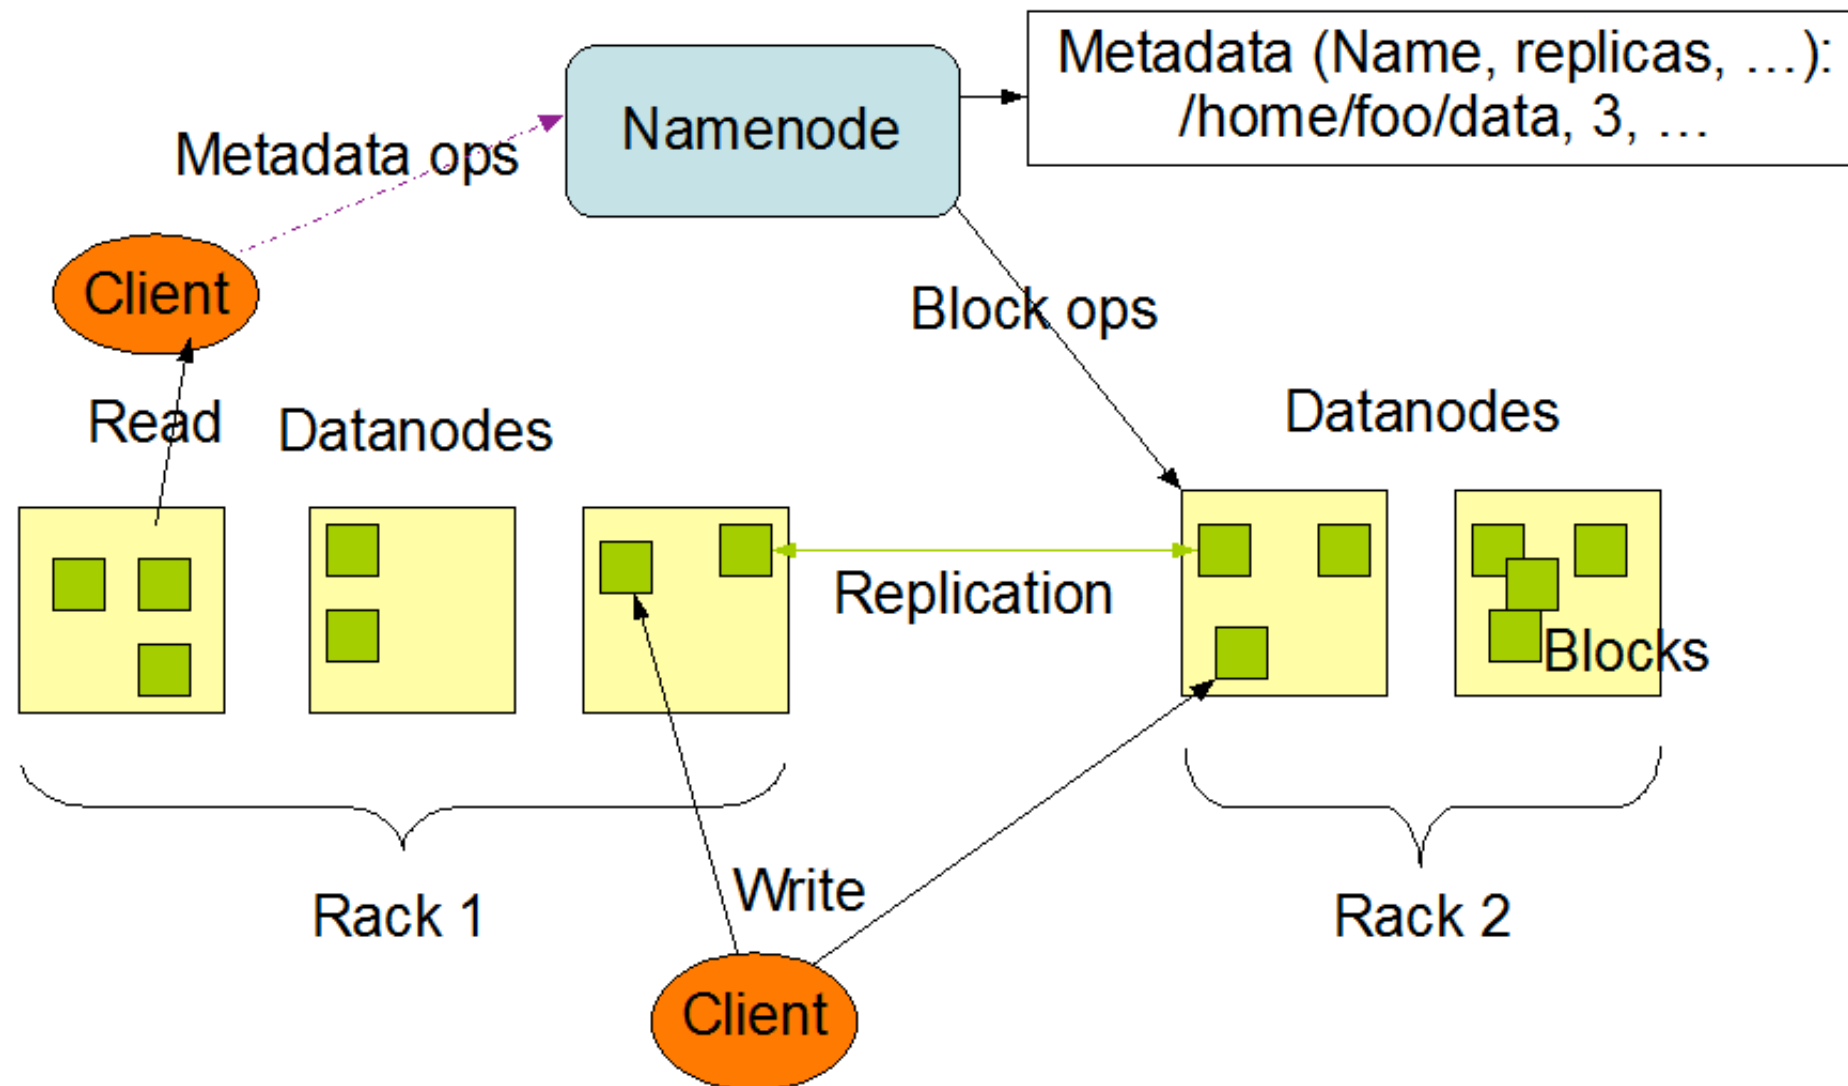 Metadata (Name, replicas, …):
/home/foo/data, 3, …
Namenode
Metadata ops
Client
Block ops
Read
Datanodes
Datanodes
Replication
Blocks
Rack 1
Write
Rack 2
Client